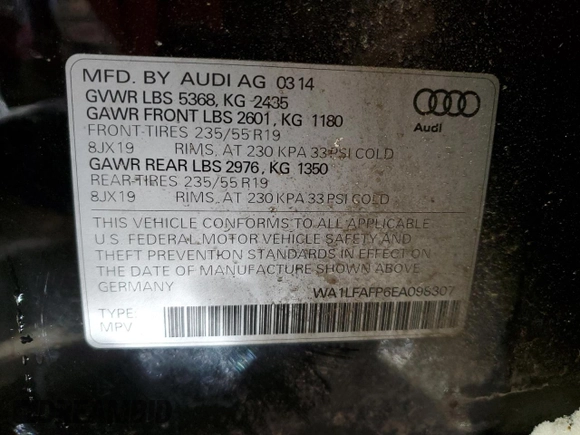 MFD. BY AUDI AG 0314
GVWR LBS 5368, KG 2435
GAWR FRONT LBS 2601, KG 1180
FRONT-TIRES 235/55 R19
8JX19 RIMS, AT 230 KPA 33 PSI COLD
GAWR REAR LBS 2976, KG 1350
REAR-TIRES 235/55 R19
8JX19 RIMS, AT 230 KPA 33 PSI COLD
Audi
THIS VEHICLE CONFORMS TO ALL APPLICABLE
U.S. FEDERAL MOTOR VEHICLE SAFETY AND
THEFT PREVENTION STANDARDS IN EFFECT ON
THE DATE OF MANUFACTURE SHOWN ABOVE.
GERMANY WA1LFAFP6EA098307
TYPE:
MPV